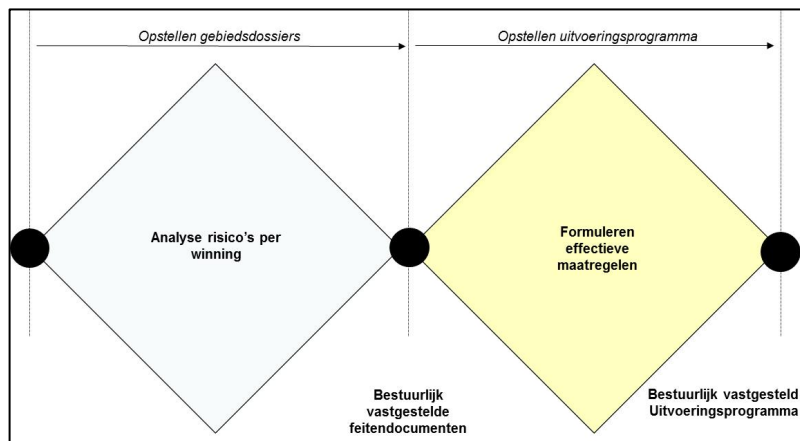 Opstellen gebiedsdossiers
Opstellen uitvoeringsprogramma
Analyse risico's per
winning
Formuleren
effectieve
maatregelen
Bestuurlijk
vastgestelde
feitendocumenten
Bestuurlijk vastgesteld
Uitvoeringsprogramma